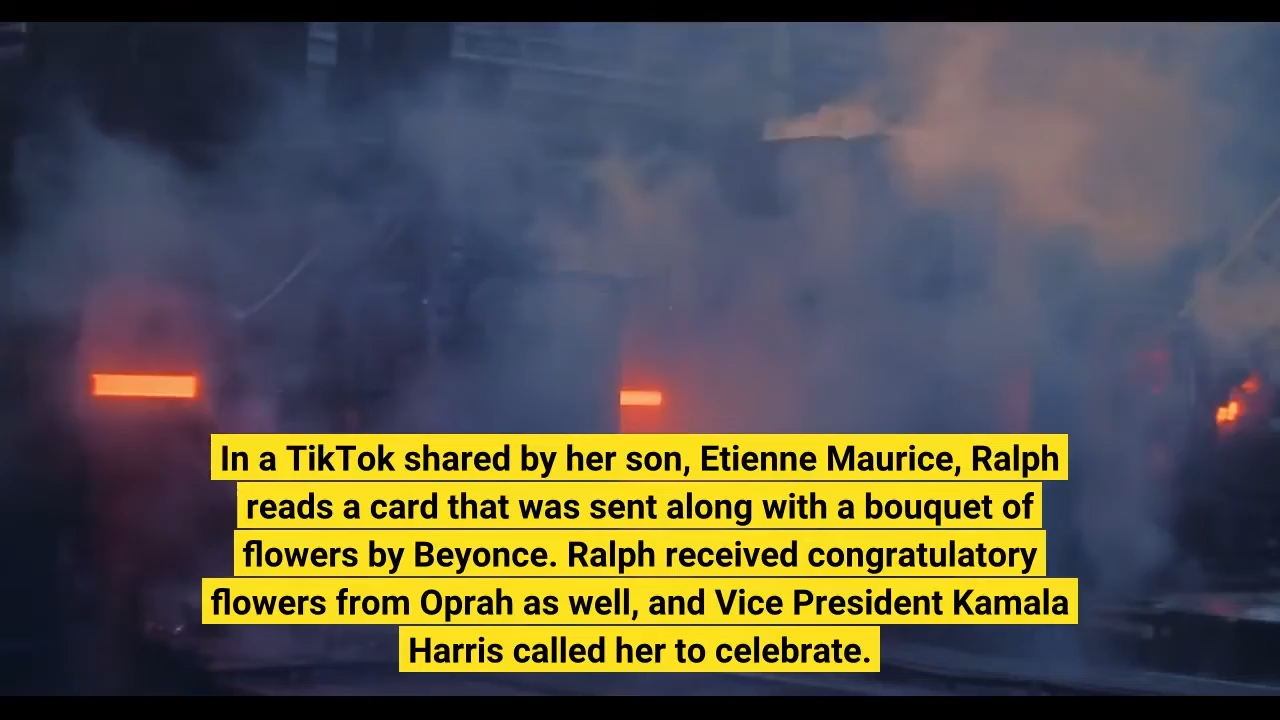 In a TikTok shared by her son, Etienne Maurice, Ralph
reads a card that was sent along with a bouquet of
flowers by Beyonce. Ralph received congratulatory
flowers from Oprah as well, and Vice President Kamala
Harris called her to celebrate.